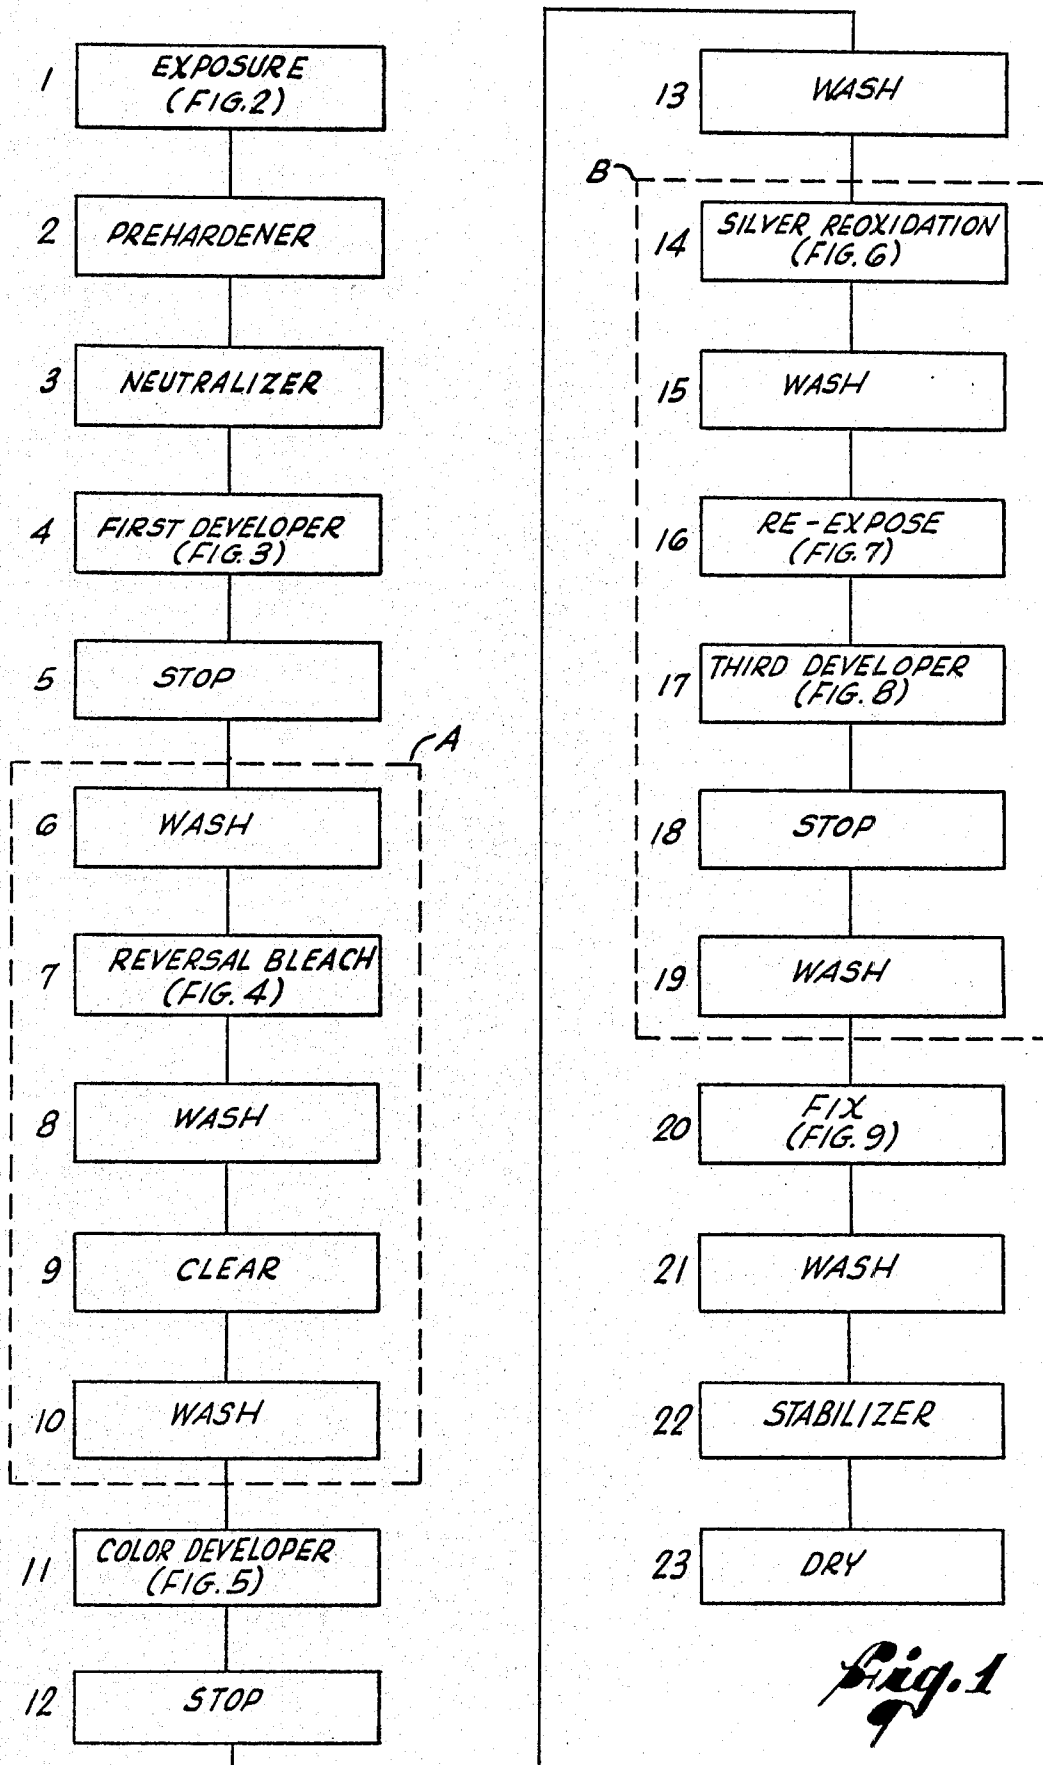 1
EXPOSURE
(FIG.2)
2
PREHARDENER
3
NEUTRALIZER
4
FIRST DEVELOPER
(FIG.3)
5
STOP
A
6
WASH
7
REVERSAL BLEACH
(FIG.4)
8
WASH
9
CLEAR
10
WASH
11
COLOR DEVELOPER
(FIG.5)
12
STOP
13
WASH
B
14
SILVER REOXIDATION
(FIG.6)
15
WASH
16
RE-EXPOSE
(FIG.7)
17
THIRD DEVELOPER
(FIG.8)
18
STOP
19
WASH
20
FIX
(FIG.9)
21
WASH
22
STABILIZER
23
DRY
Fig.1